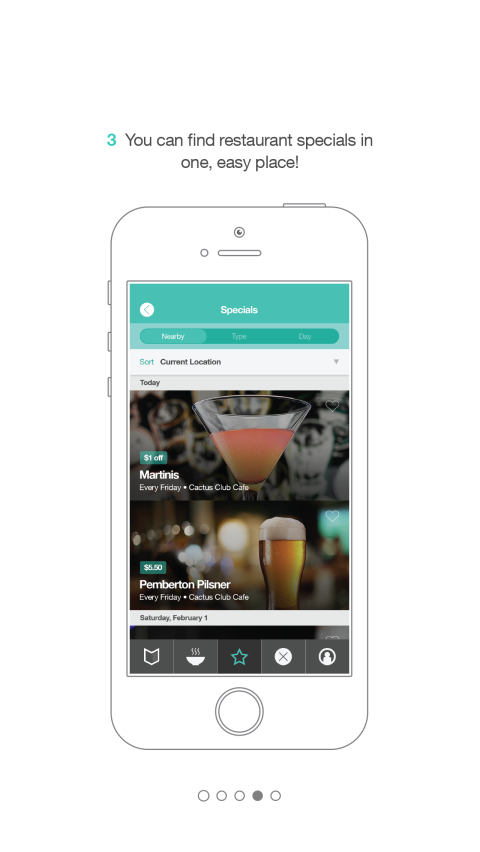 3 You can find restaurant specials in
one, easy place!
Specials
Nearby Type Day
Sort Current Location
Today
$1 off
Martinis
Every Friday • Cactus Club Cafe
$5.50
Pemberton Pilsner
Every Friday • Cactus Club Cafe
Saturday, February 1